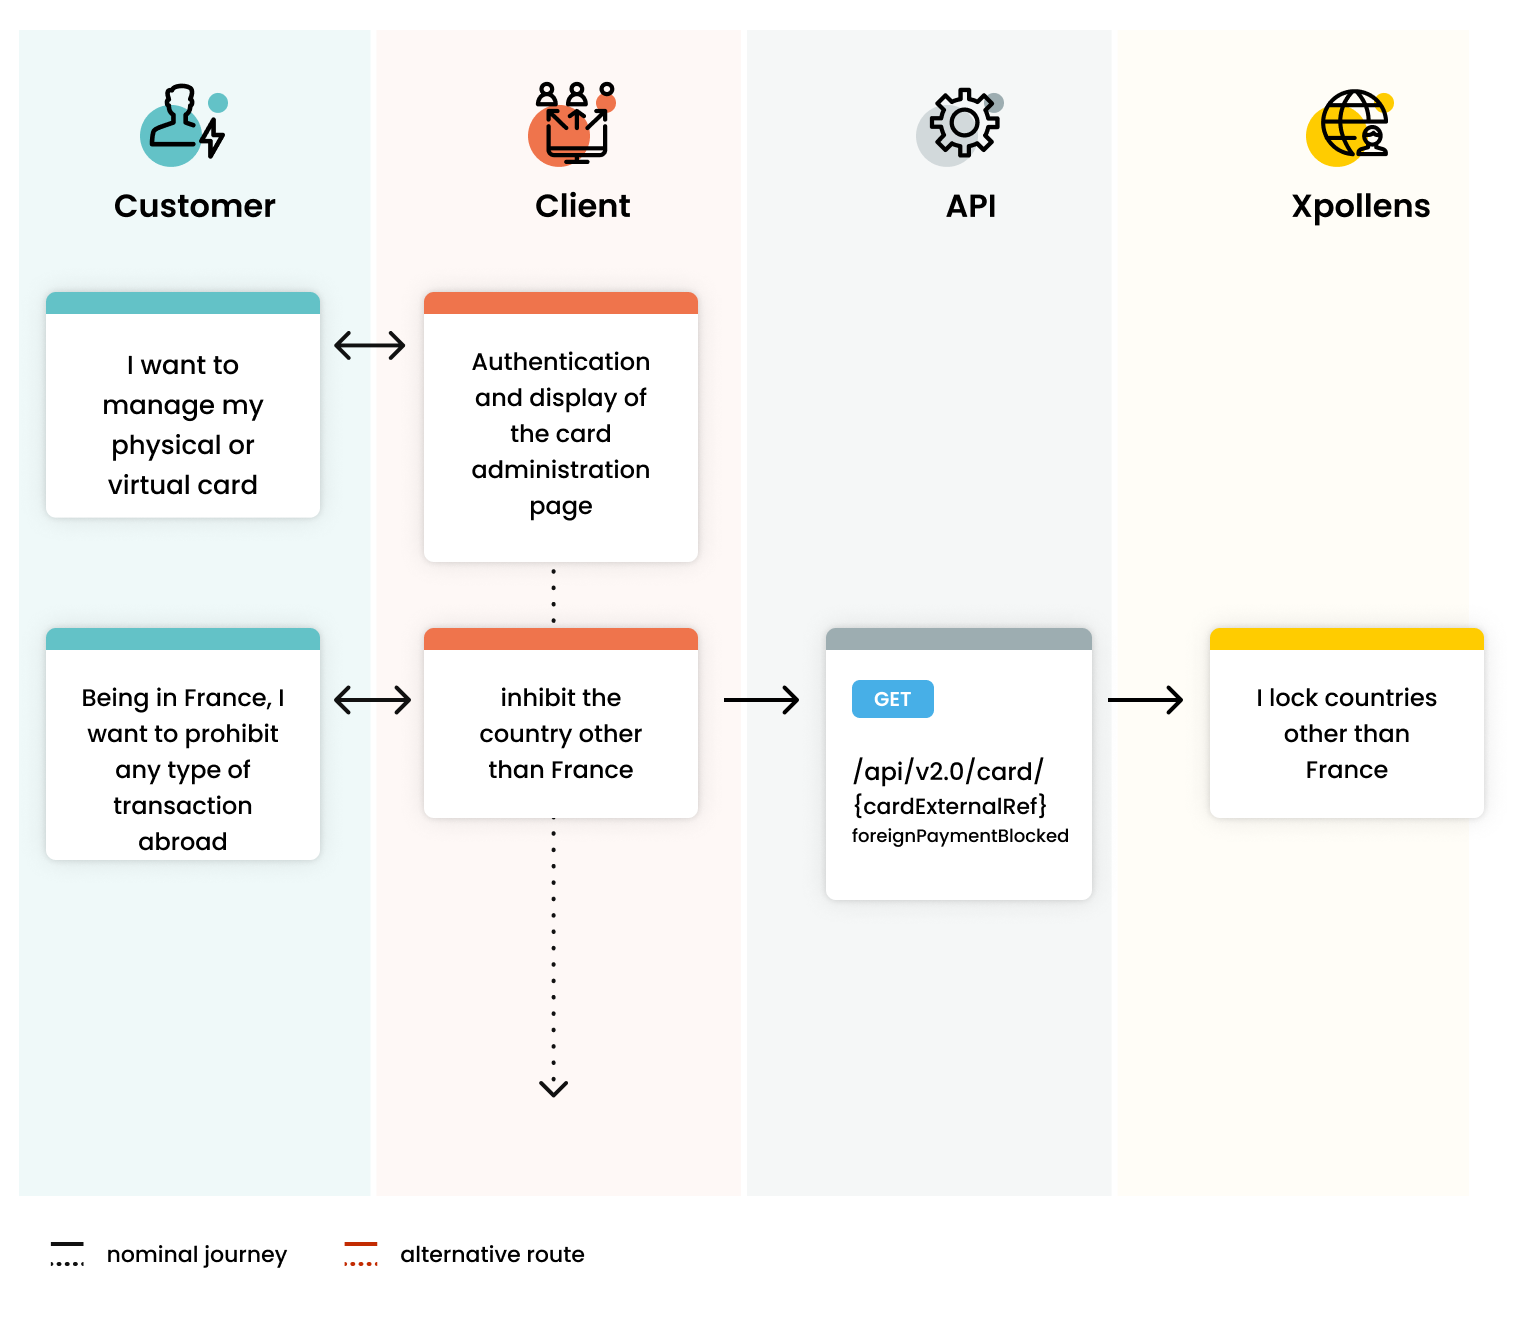 Customer
Client
API
Xpollens
I want to
manage my
physical or
virtual card
Authentication
and display of
the card
administration
page
Being in France, I
want to prohibit
any type of
transaction
abroad
inhibit the
country other
than France
GET
/api/v2.0/card/
{cardExternalRef}
foreignPaymentBlocked
I lock countries
other than
France
nominal journey
alternative route